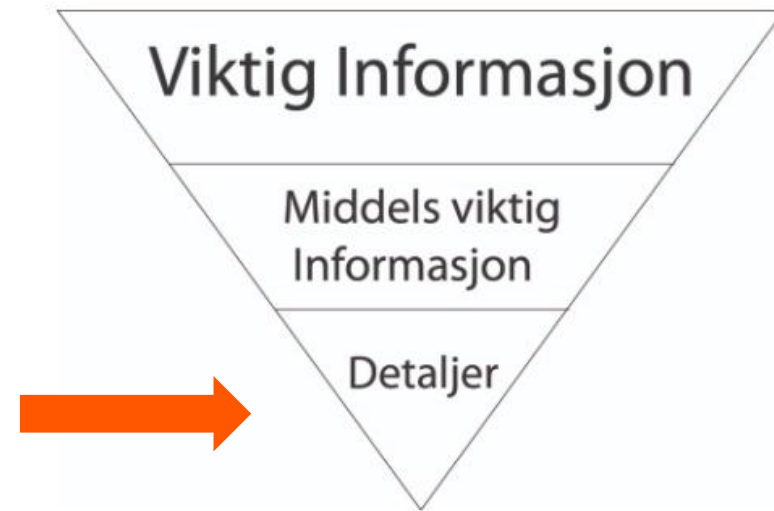 Viktig Informasjon
Middels viktig
Informasjon
Detaljer